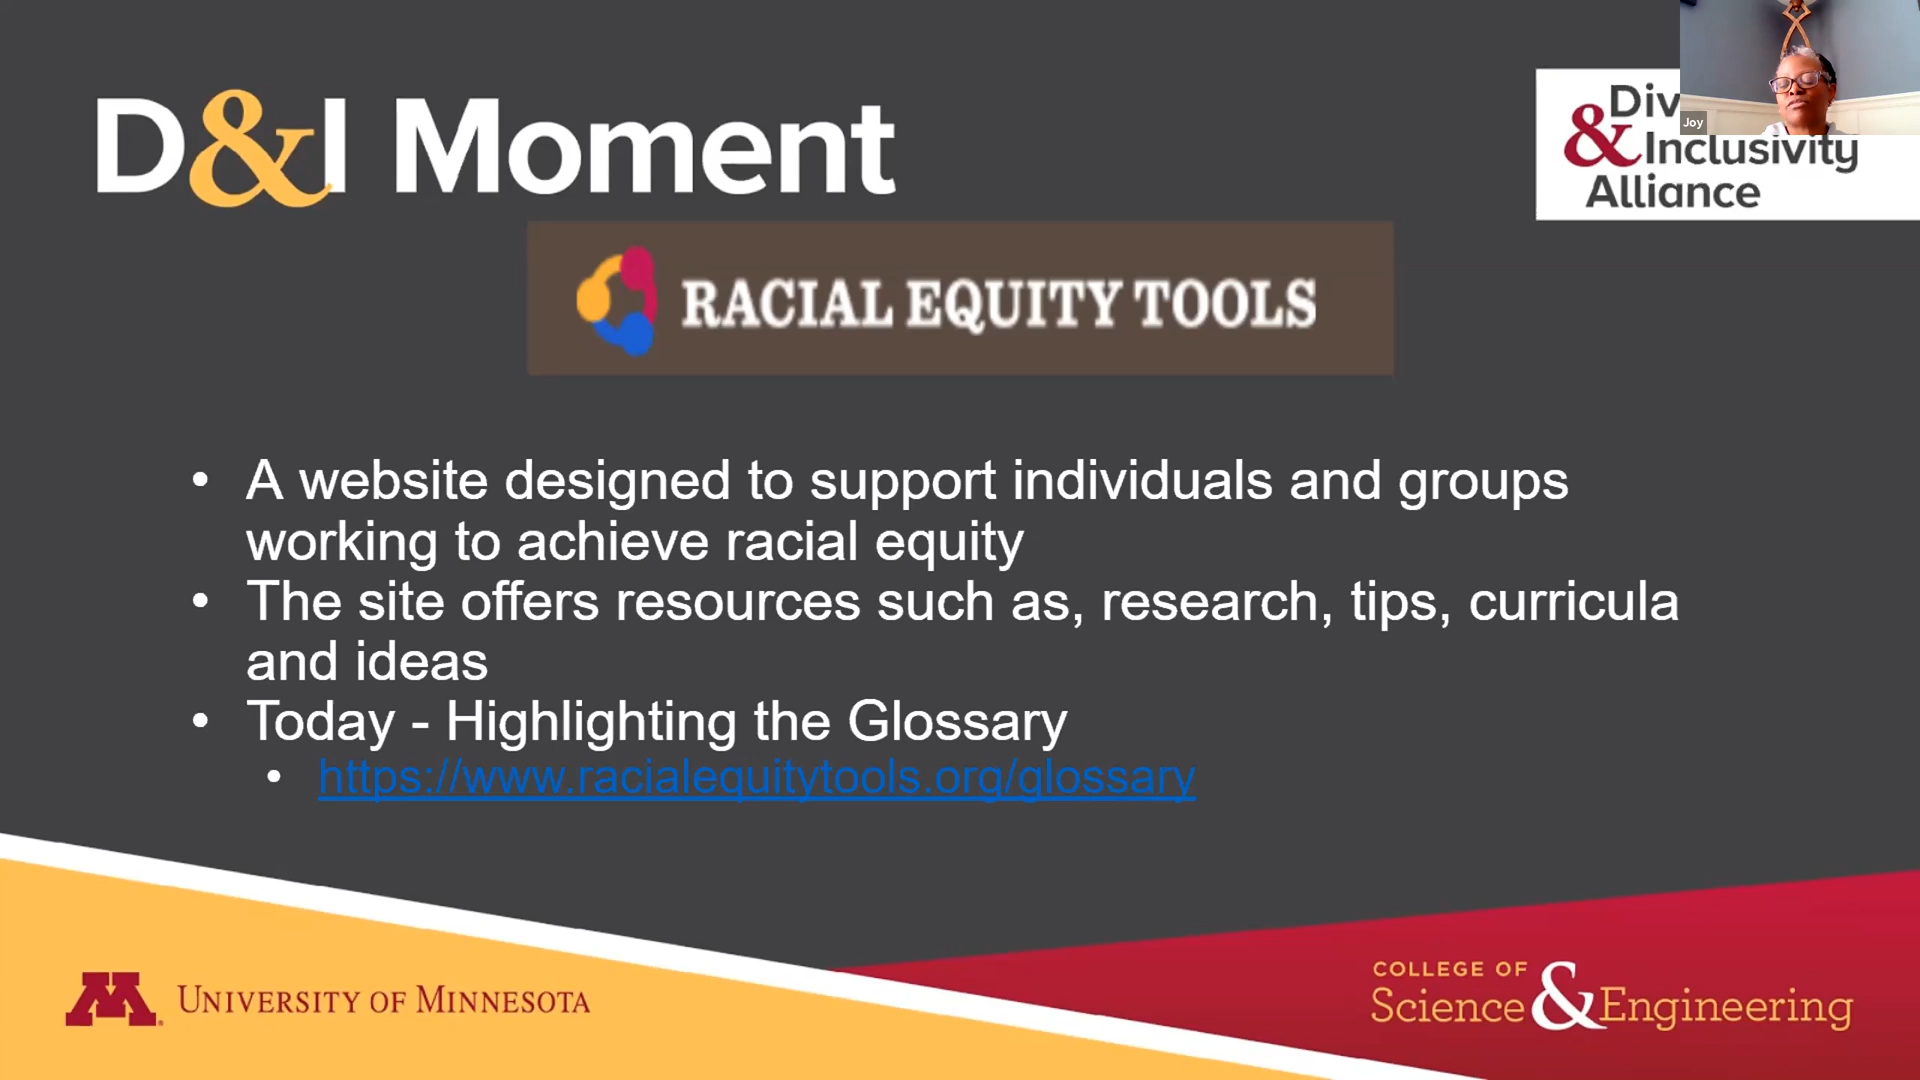 D&I Moment
Div
& Inclusivity
Alliance
Joy
RACIAL EQUITY TOOLS
• A website designed to support individuals and groups
working to achieve racial equity
• The site offers resources such as, research, tips, curricula
and ideas
• Today - Highlighting the Glossary
• https://www.racialequitytools.org/glossary
M UNIVERSITY OF MINNESOTA
COLLEGE OF
Science & Engineering